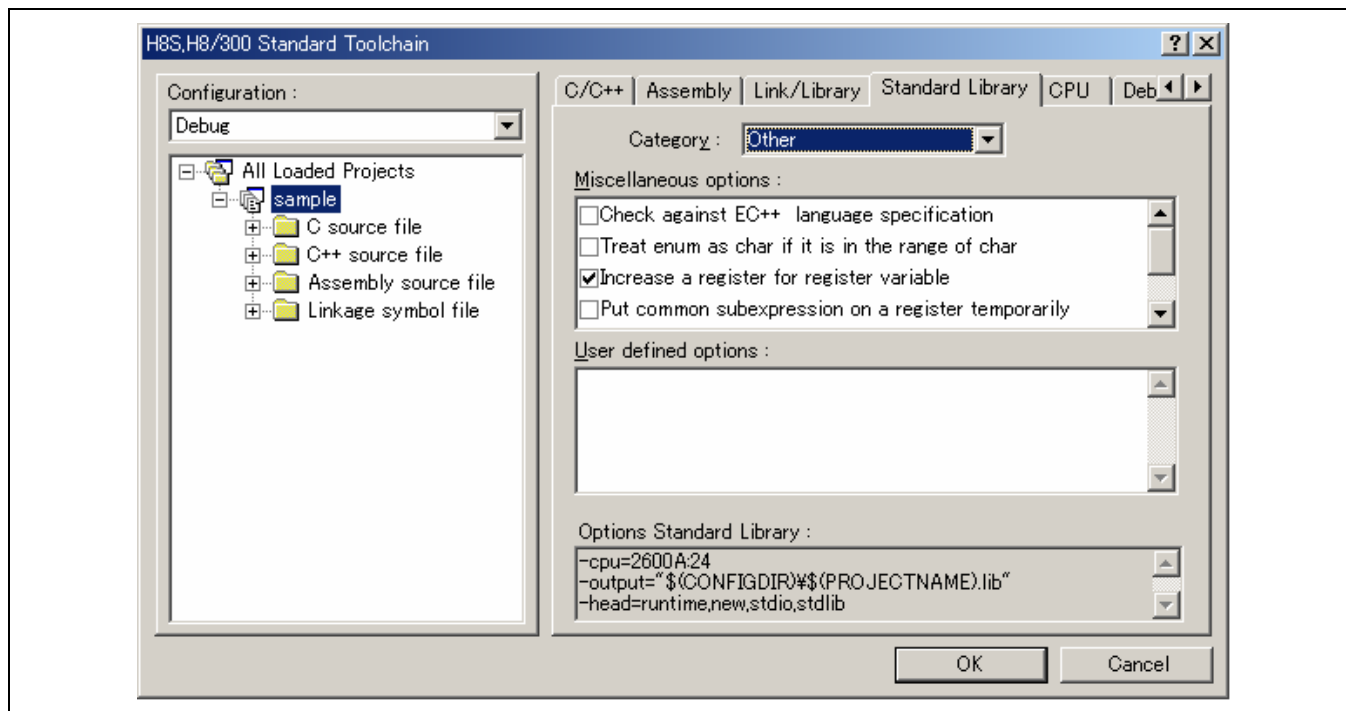 H8S,H8/300 Standard Toolchain
Configuration :
Debug
All Loaded Projects
sample
C source file
C++ source file
Assembly source file
Linkage symbol file
C/C++ Assembly Link/Library Standard Library CPU Deb
Category : Other
Miscellaneous options :
Check against EC++ language specification
Treat enum as char if it is in the range of char
Increase a register for register variable
Put common subexpression on a register temporarily
User defined options :
Options Standard Library :
-cpu=2600A:24
-output="$(CONFIGDIR)¥$(PROJECTNAME).lib"
-head=runtime,new,stdio,stdlib
OK Cancel